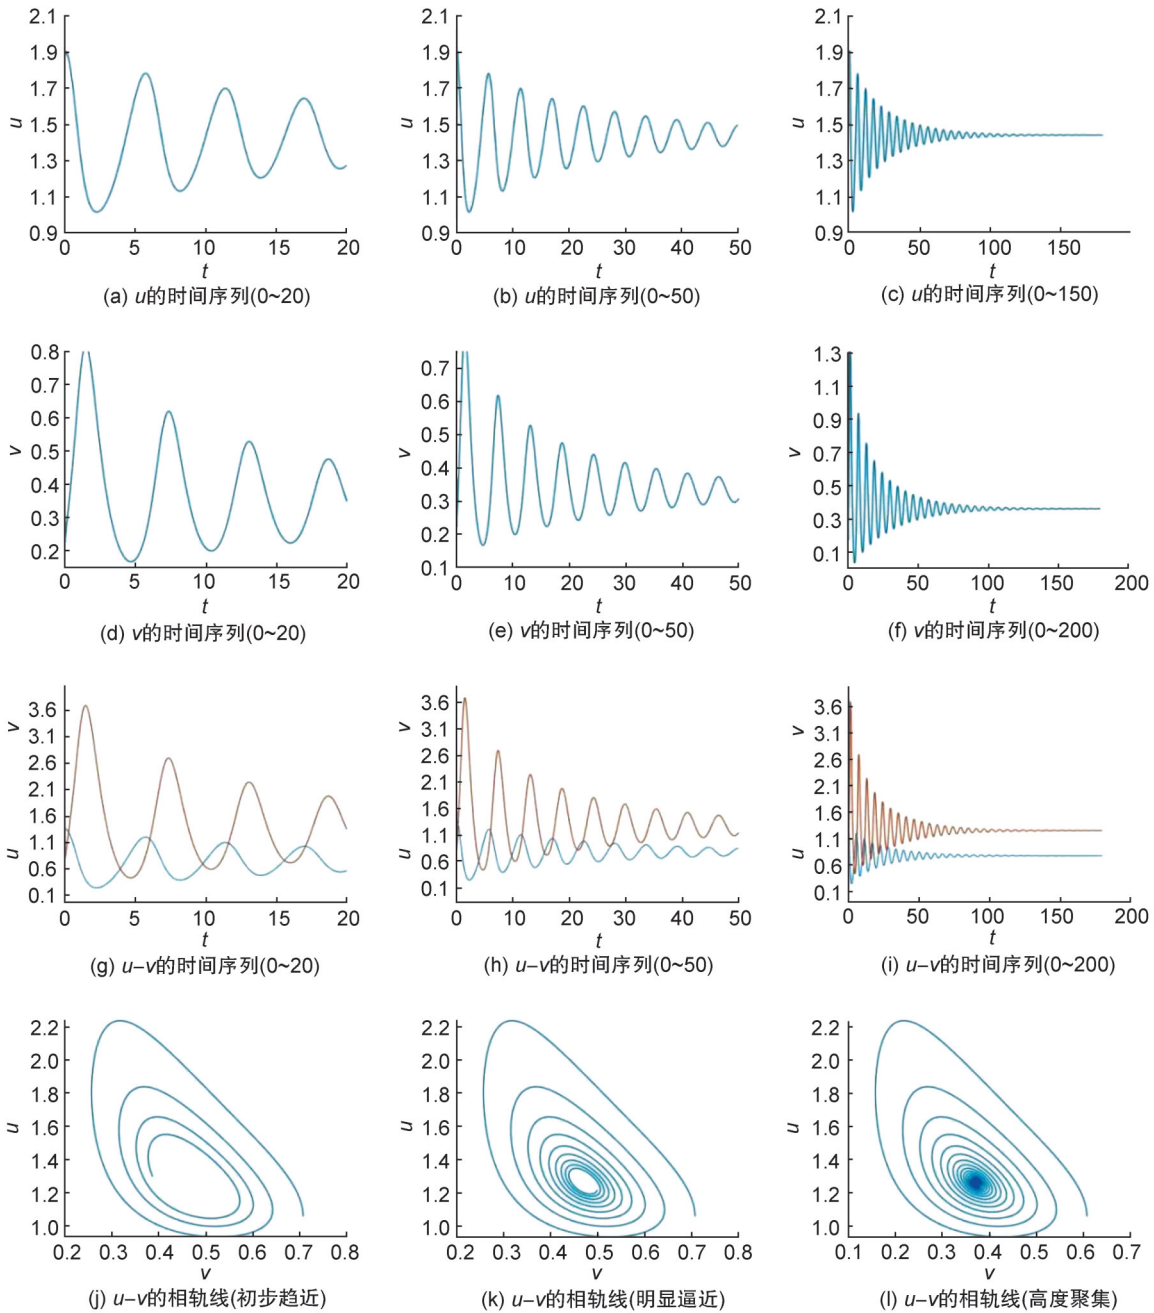 2.1
1.9
1.7
1.5
1.3
1.1
0.9
u
0 5 10 15 20
t
(a) u的时间序列(0~20)
2.1
1.9
1.7
1.5
1.3
1.1
0.9
u
0 10 20 30 40 50
t
(b) u的时间序列(0~50)
2.1
1.9
1.7
1.5
1.3
1.1
0.9
u
0 50 100 150
t
(c) u的时间序列(0~150)
0.8
0.7
0.6
0.5
0.4
0.3
0.2
v
0 5 10 15 20
t
(d) v的时间序列(0~20)
0.7
0.6
0.5
0.4
0.3
0.2
0.1
v
0 10 20 30 40 50
t
(e) v的时间序列(0~50)
1.3
1.1
0.9
0.7
0.5
0.3
0.1
v
0 50 100 150 200
t
(f) v的时间序列(0~200)
3.6
3.1
2.6
2.1
1.6
1.1
0.6
0.1
v
u
0 5 10 15 20
t
(g) u–v的时间序列(0~20)
3.6
3.1
2.6
2.1
1.6
1.1
0.6
0.1
v
u
0 10 20 30 40 50
t
(h) u–v的时间序列(0~50)
3.6
3.1
2.6
2.1
1.6
1.1
0.6
0.1
v
u
0 50 100 150 200
t
(i) u–v的时间序列(0~200)
2.2
2.0
1.8
1.6
1.4
1.2
1.0
u
0.2 0.3 0.4 0.5 0.6 0.7 0.8
v
(j) u–v的相轨线(初步趋近)
2.2
2.0
1.8
1.6
1.4
1.2
1.0
u
0.2 0.3 0.4 0.5 0.6 0.7 0.8
v
(k) u–v的相轨线(明显逼近)
2.2
2.0
1.8
1.6
1.4
1.2
1.0
u
0.1 0.2 0.3 0.4 0.5 0.6 0.7
v
(l) u–v的相轨线(高度聚集)